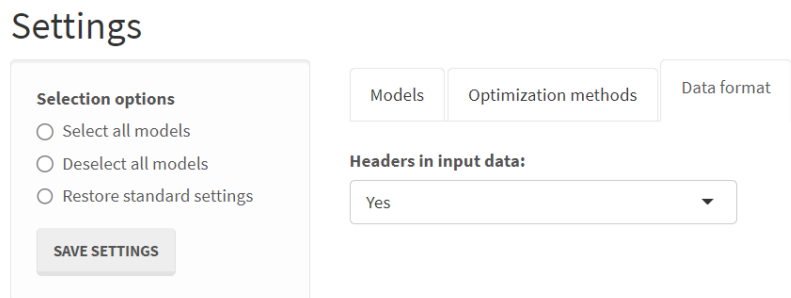 Settings
Selection options
Select all models
Deselect all models
Restore standard settings
SAVE SETTINGS
Models
Optimization methods
Data format
Headers in input data:
Yes